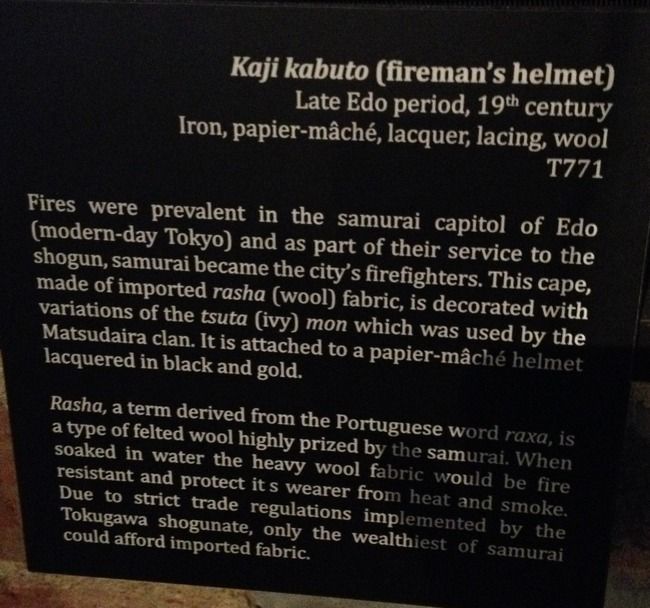 Kaji kabuto (fireman's helmet)
Late Edo period, 19th century
Iron, papier-mâché, lacquer, lacing, wool
T771
Fires were prevalent in the samurai capitol of Edo
(modern-day Tokyo) and as part of their service to the
shogun, samurai became the city's firefighters. This cape,
made of imported rasha (wool) fabric, is decorated with
variations of the tsuta (ivy) mon which was used by the
Matsudaira clan. It is attached to a papier-mâché helmet
lacquered in black and gold.
Rasha, a term derived from the Portuguese word raxa, is
a type of felted wool highly prized by the samurai. When
soaked in water the heavy wool fabric would be fire
resistant and protect it s wearer from heat and smoke.
Due to strict trade regulations implemented by the
Tokugawa shogunate, only the wealthiest of samurai
could afford imported fabric.